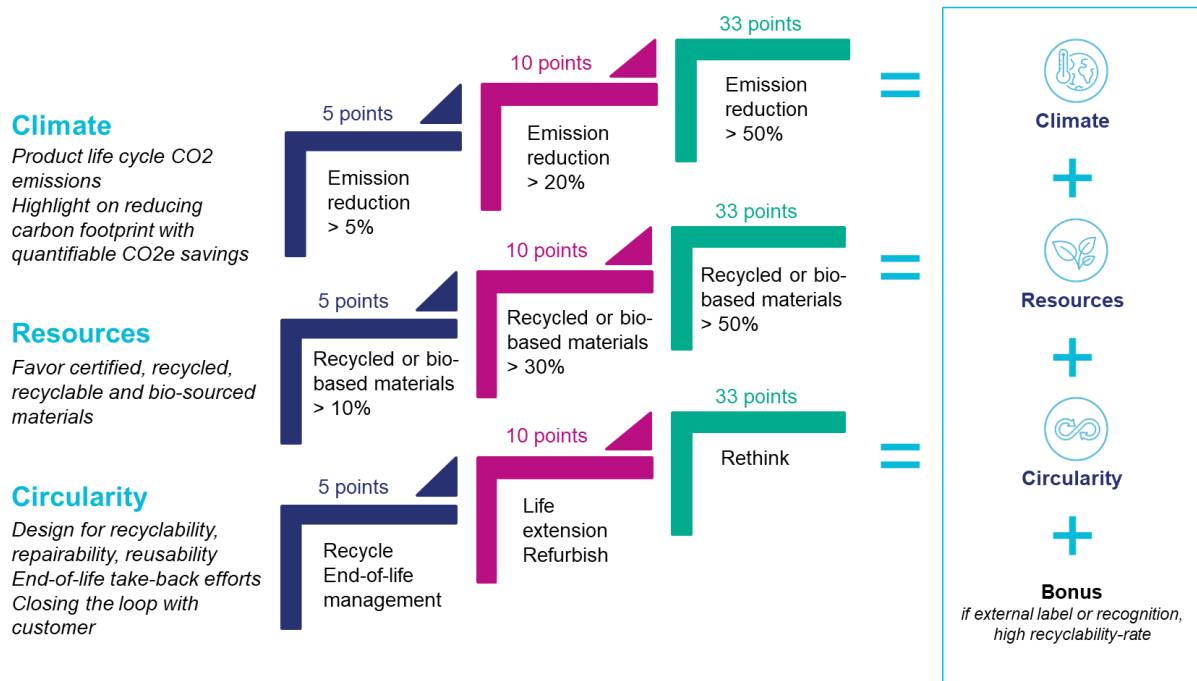 Climate
Product life cycle CO2
emissions
Highlight on reducing
carbon footprint with
quantifiable CO2e savings
5 points
Emission
reduction
> 5%
10 points
Emission
reduction
> 20%
33 points
Emission
reduction
> 50%
=
Resources
Favor certified, recycled,
recyclable and bio-sourced
materials
5 points
Recycled or bio-
based materials
> 10%
10 points
Recycled or bio-
based materials
> 30%
33 points
Recycled or bio-
based materials
> 50%
=
Circularity
Design for recyclability,
repairability, reusability
End-of-life take-back efforts
Closing the loop with
customer
5 points
Recycle
End-of-life
management
10 points
Life
extension
Refurbish
33 points
Rethink
=
Climate
+
Resources
+
Circularity
+
Bonus
if external label or recognition,
high recyclability-rate